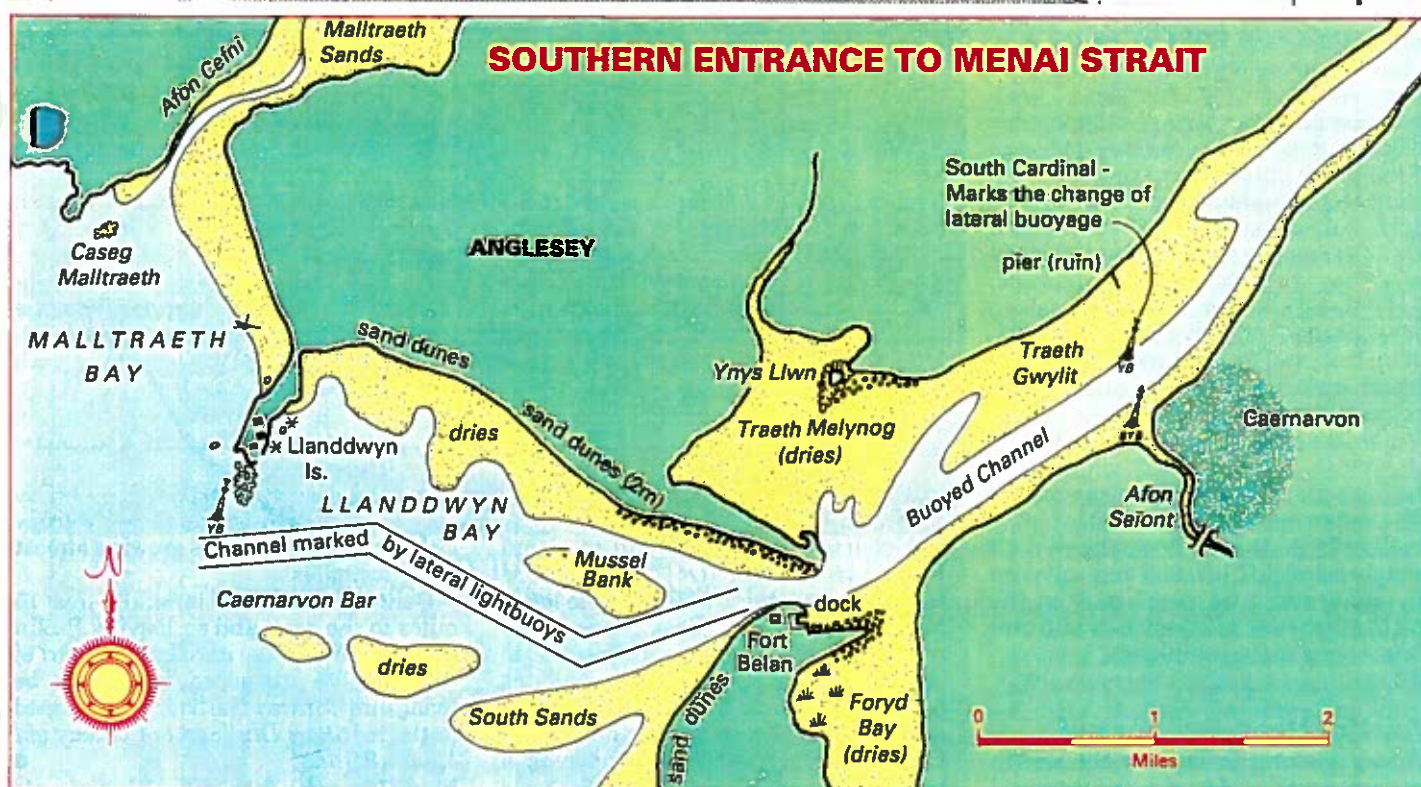 SOUTHERN ENTRANCE TO MENAI STRAIT
Malltraeth
Sands
Afon Cefni
South Cardinal -
Marks the change of
lateral buoyage
pier (ruin)
Caseg
Malltraeth
ANGLESEY
MALLTRAETH
BAY
sand dunes
Ynys Llwn
Traeth
Gwylit
YB
sand dunes (2m)
dries
Traeth Melynog
(dries)
BYB
Caernarvon
Llanddwyn
Is.
LLANDDWYN
BAY
Buoyed Channel
Afon
Seiont
YB
Channel marked by lateral lightbuoys
Mussel
Bank
N
Caernarvon Bar
dock
Fort
Belan
dries
South Sands
sand dunes
Foryd
Bay
(dries)
0 1 2
Miles